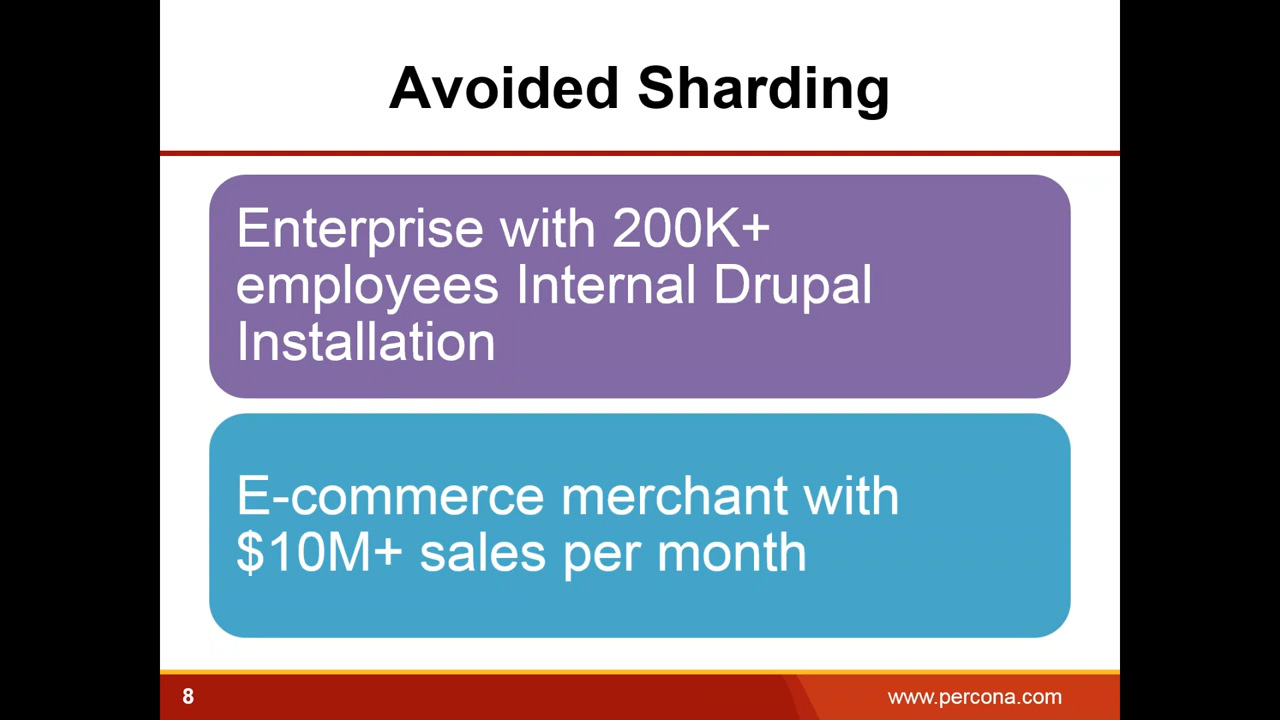 Avoided Sharding
Enterprise with 200K+
employees Internal Drupal
Installation
E-commerce merchant with
$10M+ sales per month
8
www.percona.com